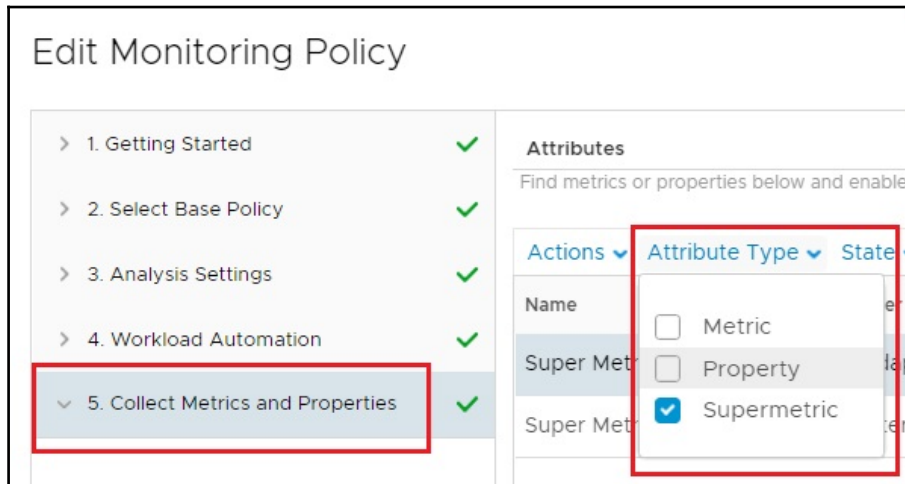 Edit Monitoring Policy
1. Getting Started
2. Select Base Policy
3. Analysis Settings
4. Workload Automation
5. Collect Metrics and Properties
Attributes
Find metrics or properties below and enable
Actions Attribute Type State
Name
Metric
Super Met
Property
Supermetric
Super Met